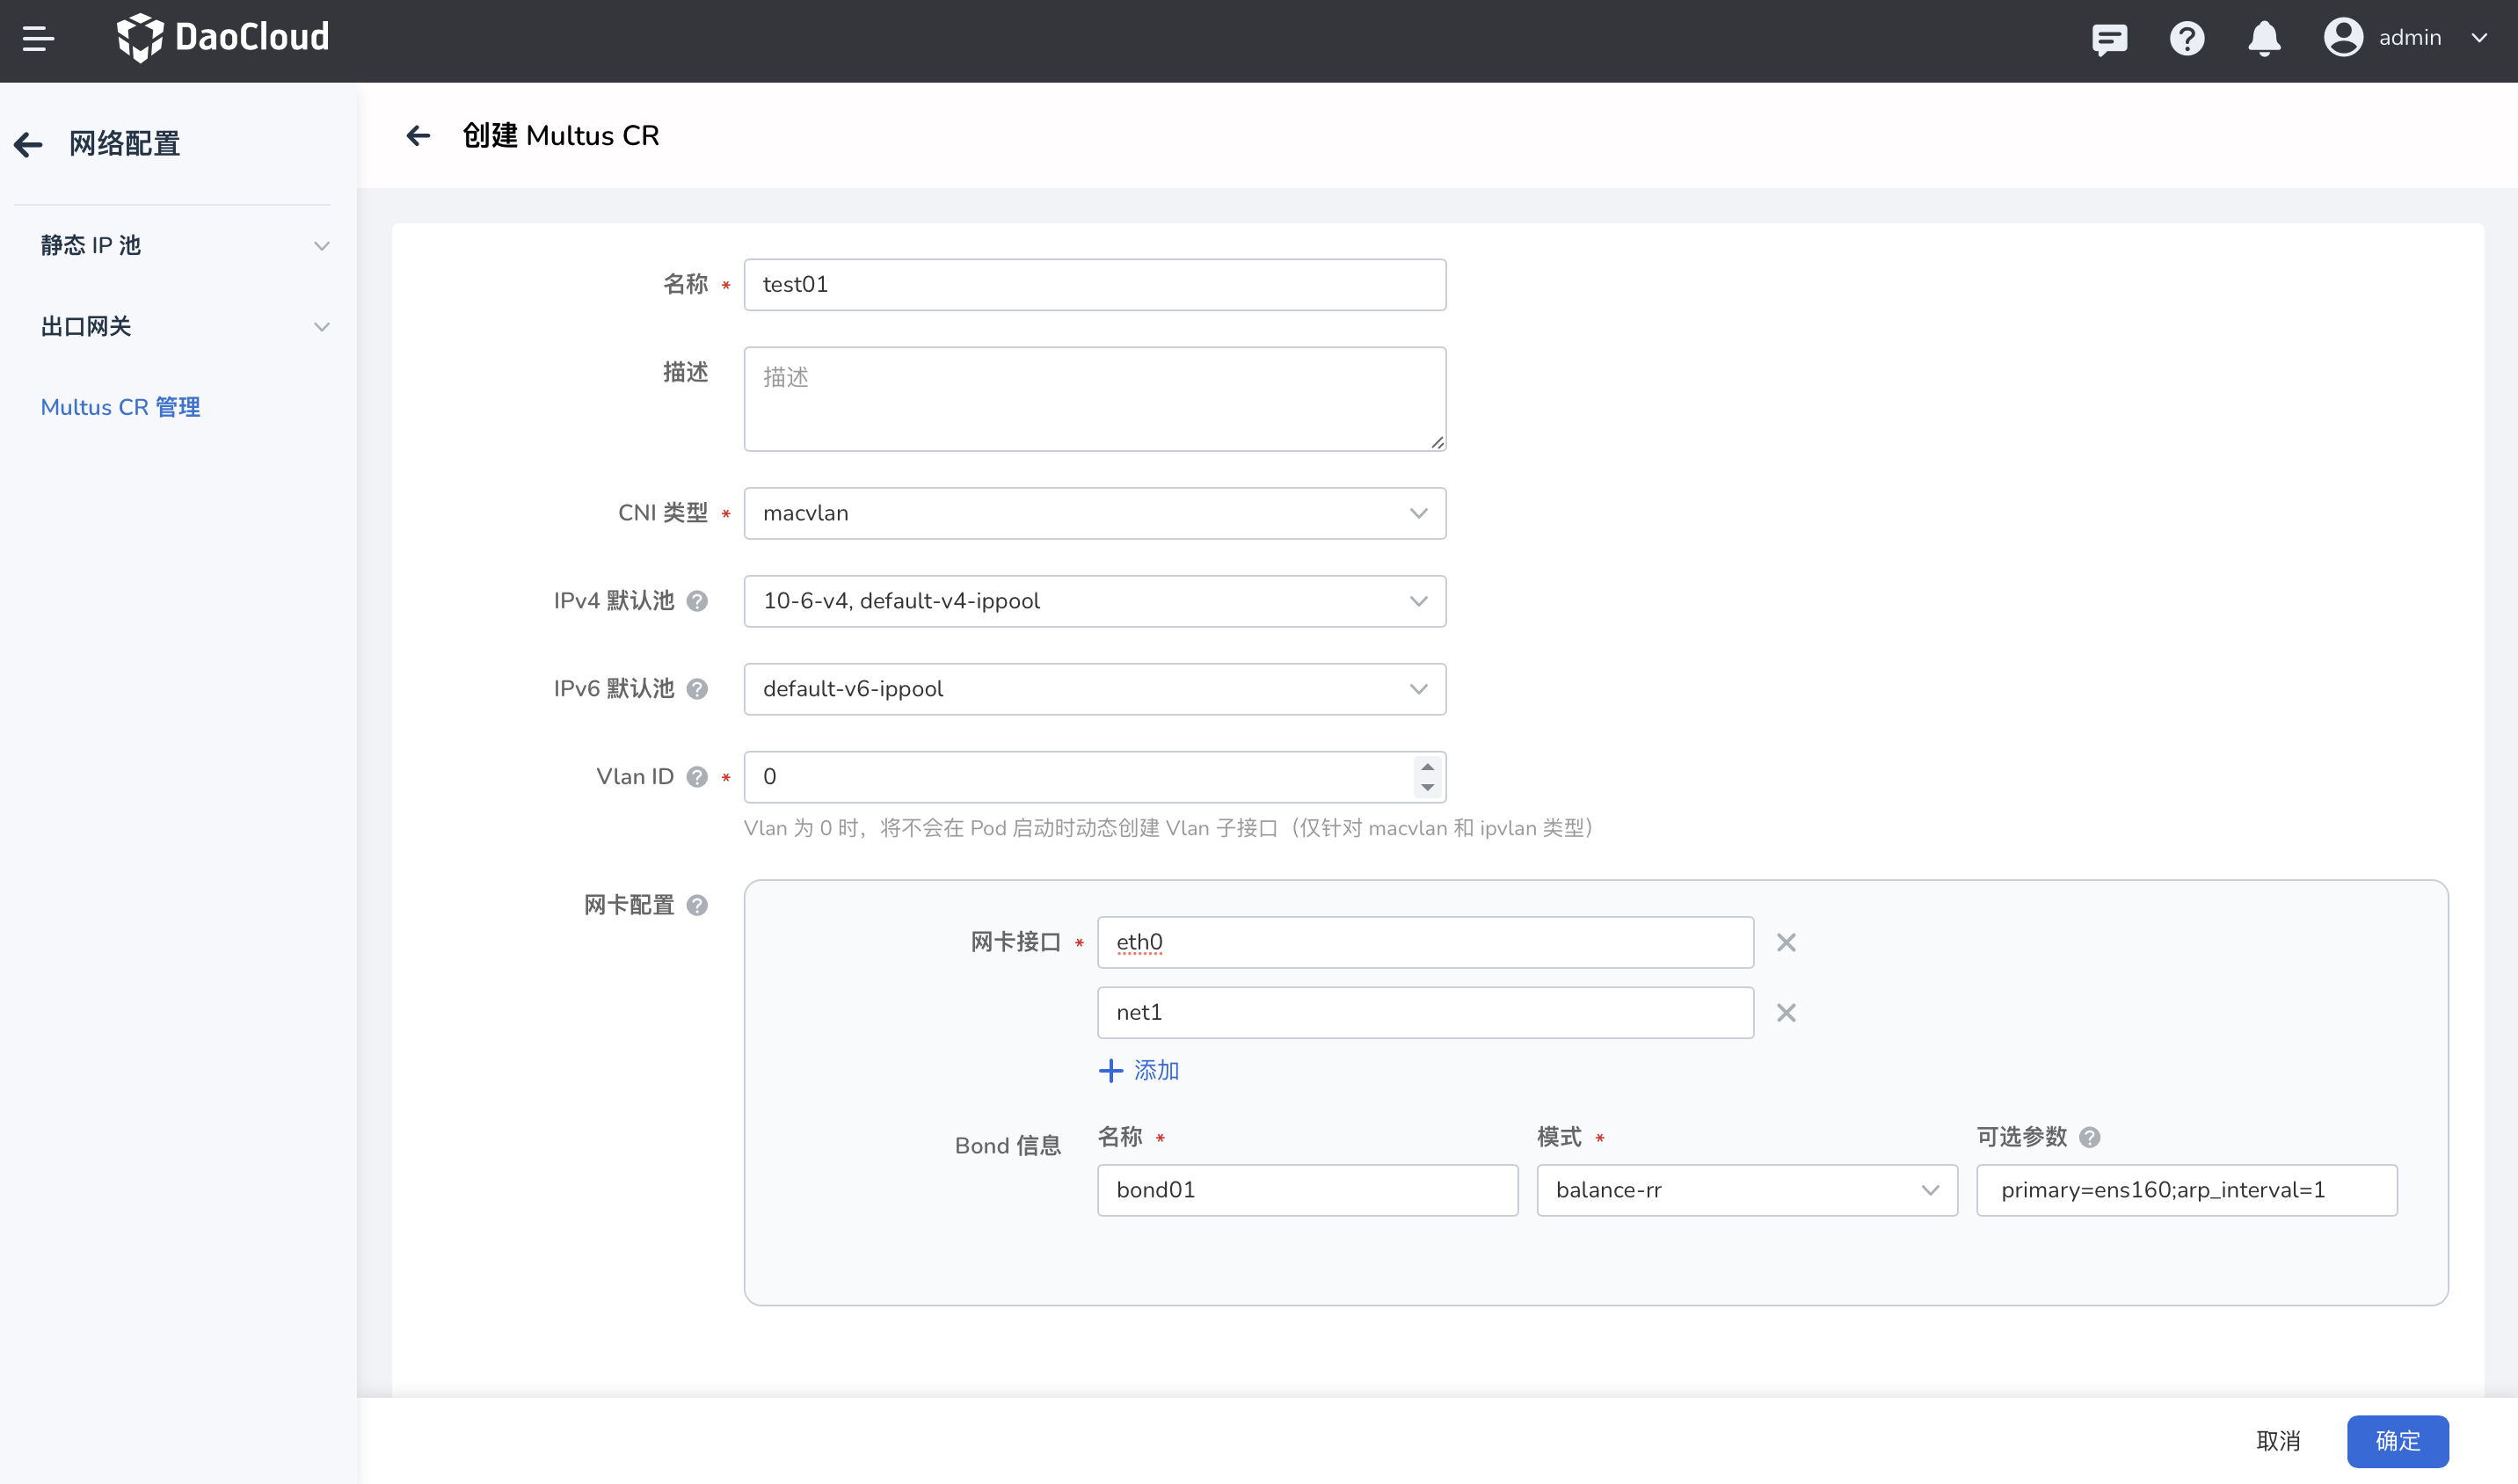 DaoCloud
admin
网络配置
静态 IP 池
出口网关
Multus CR 管理
创建 Multus CR
名称 *
test01
描述
描述
CNI 类型 *
macvlan
IPv4 默认池
10-6-v4, default-v4-ippool
IPv6 默认池
default-v6-ippool
Vlan ID *
0
Vlan 为 0 时，将不会在 Pod 启动时动态创建 Vlan 子接口（仅针对 macvlan 和 ipvlan 类型）
网卡配置
网卡接口 *
eth0
net1
添加
Bond 信息
名称 *
模式 *
可选参数
bond01
balance-rr
primary=ens160;arp_interval=1
取消
确定